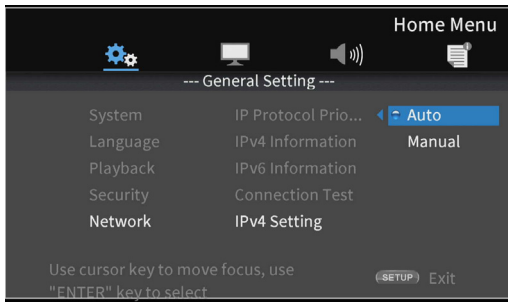 Home Menu
--- General Setting ---
System IP Protocol Prio... Auto
Language IPv4 Information Manual
Playback IPv6 Information
Security Connection Test
Network IPv4 Setting
Use cursor key to move focus, use
"ENTER" key to select
SETUP Exit